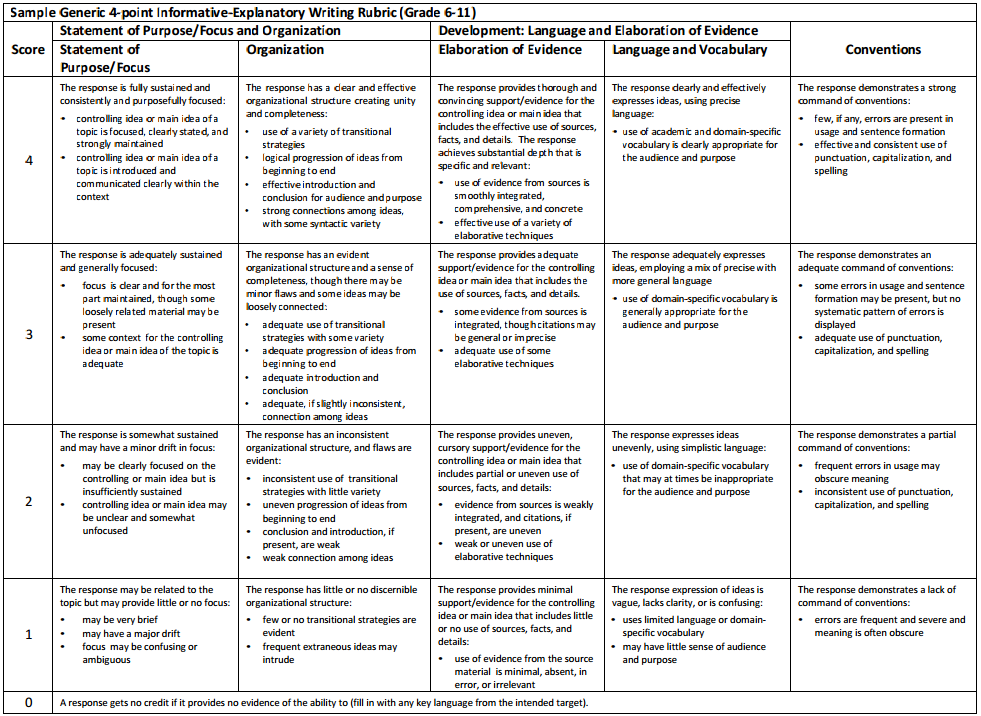 Sample Generic 4-point Informative-Explanatory Writing Rubric (Grade 6-11)
Score
Statement of Purpose/Focus and Organization
Development: Language and Elaboration of Evidence
Conventions
Statement of
Purpose/Focus
Organization
Elaboration of Evidence
Language and Vocabulary
4
The response is fully sustained and
consistently and purposefully focused:
• controlling idea or main idea of a
topic is focused, clearly stated, and
strongly maintained
• controlling idea or main idea of a
topic is introduced and
communicated clearly within the
context
The response has a clear and effective
organizational structure creating unity
and completeness:
• use of a variety of transitional
strategies
• logical progression of ideas from
beginning to end
• effective introduction and
conclusion for audience and purpose
• strong connections among ideas,
with some syntactic variety
The response provides thorough and
convincing support/evidence for the
controlling idea or main idea that
includes the effective use of sources,
facts, and details. The response
achieves substantial depth that is
specific and relevant:
• use of evidence from sources is
smoothly integrated,
comprehensive, and concrete
• effective use of a variety of
elaborative techniques
The response clearly and effectively
expresses ideas, using precise
language:
• use of academic and domain-specific
vocabulary is clearly appropriate for
the audience and purpose
The response demonstrates a strong
command of conventions:
• few, if any, errors are present in
usage and sentence formation
• effective and consistent use of
punctuation, capitalization, and
spelling
3
The response is adequately sustained
and generally focused:
• focus is clear and for the most
part maintained, though some
loosely related material may be
present
• some context for the controlling
idea or main idea of the topic is
adequate
The response has an evident
organizational structure and a sense of
completeness, though there may be
minor flaws and some ideas may be
loosely connected:
• adequate use of transitional
strategies with some variety
• adequate progression of ideas from
beginning to end
• adequate introduction and
conclusion
• adequate, if slightly inconsistent,
connection among ideas
The response provides adequate
support/evidence for the controlling
idea or main idea that includes the
use of sources, facts, and details.
• some evidence from sources is
integrated, though citations may
be general or imprecise
• adequate use of some
elaborative techniques
The response adequately expresses
ideas, employing a mix of precise with
more general language
• use of domain-specific vocabulary is
generally appropriate for the
audience and purpose
The response demonstrates an
adequate command of conventions:
• some errors in usage and sentence
formation may be present, but no
systematic pattern of errors is
displayed
• adequate use of punctuation,
capitalization, and spelling
2
The response is somewhat sustained
and may have a minor drift in focus:
• may be clearly focused on the
controlling or main idea but is
insufficiently sustained
• controlling idea or main idea may
be unclear and somewhat
unfocused
The response has an inconsistent
organizational structure, and flaws are
evident:
• inconsistent use of transitional
strategies with little variety
• uneven progression of ideas from
beginning to end
• conclusion and introduction, if
present, are weak
• weak connection among ideas
The response provides uneven,
cursory support/evidence for the
controlling idea or main idea that
includes partial or uneven use of
sources, facts, and details:
• evidence from sources is weakly
integrated, and citations, if
present, are uneven
• weak or uneven use of
elaborative techniques
The response expresses ideas
unevenly, using simplistic language:
• use of domain-specific vocabulary
that may at times be inappropriate
for the audience and purpose
The response demonstrates a partial
command of conventions:
• frequent errors in usage may
obscure meaning
• inconsistent use of punctuation,
capitalization, and spelling
1
The response may be related to the
topic but may provide little or no focus:
• may be very brief
• may have a major drift
• focus may be confusing or
ambiguous
The response has little or no discernible
organizational structure:
• few or no transitional strategies are
evident
• frequent extraneous ideas may
intrude
The response provides minimal
support/evidence for the controlling
idea or main idea that includes little
or no use of sources, facts, and
details:
• use of evidence from the source
material is minimal, absent, in
error, or irrelevant
The response expression of ideas is
vague, lacks clarity, or is confusing:
• uses limited language or domain-
specific vocabulary
• may have little sense of audience
and purpose
The response demonstrates a lack of
command of conventions:
• errors are frequent and severe and
meaning is often obscure
0
A response gets no credit if it provides no evidence of the ability to (fill in with any key language from the intended target).